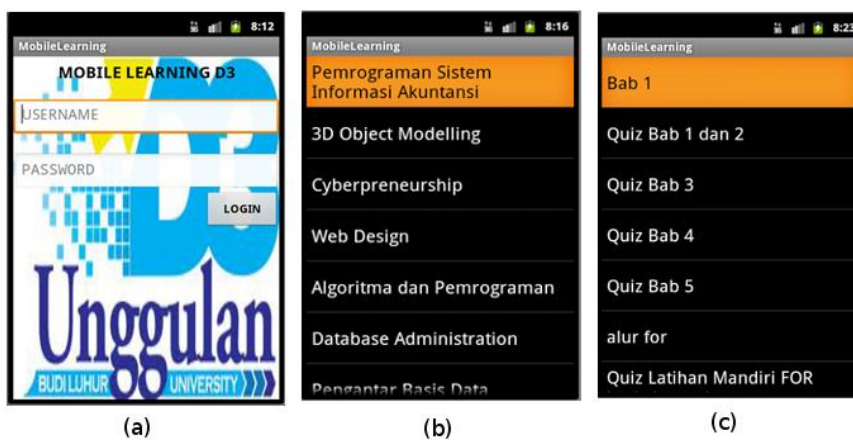 8:12
MobileLearning
MOBILE LEARNING D3
USERNAME
PASSWORD
LOGIN
D3
Unggulan
BUDI LUHUR UNIVERSITY
(a)
8:16
MobileLearning
Pemrograman Sistem
Informasi Akuntansi
3D Object Modelling
Cyberpreneurship
Web Design
Algoritma dan Pemrograman
Database Administration
Pengantar Basis Data
(b)
8:23
MobileLearning
Bab 1
Quiz Bab 1 dan 2
Quiz Bab 3
Quiz Bab 4
Quiz Bab 5
alur for
Quiz Latihan Mandiri FOR
(c)